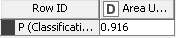 Row ID D Area U...
P (Classificati... 0.916